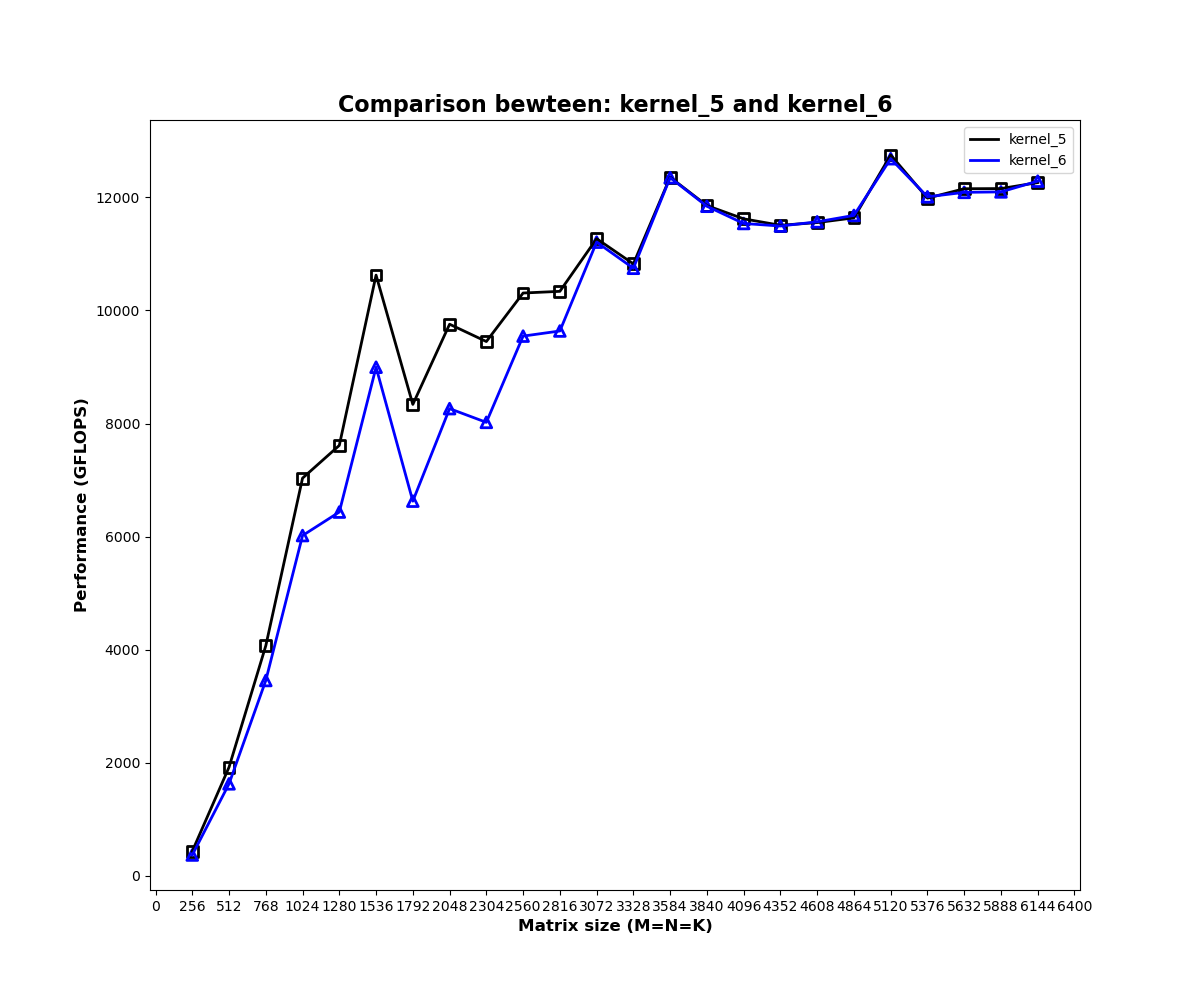 Comparison bewteen: kernel_5 and kernel_6
kernel_5
kernel_6
Performance (GFLOPS)
12000
10000
8000
6000
4000
2000
0
0 256 512 768 1024 1280 1536 1792 2048 2304 2560 2816 3072 3328 3584 3840 4096 4352 4608 4864 5120 5376 5632 5888 6144 6400
Matrix size (M=N=K)